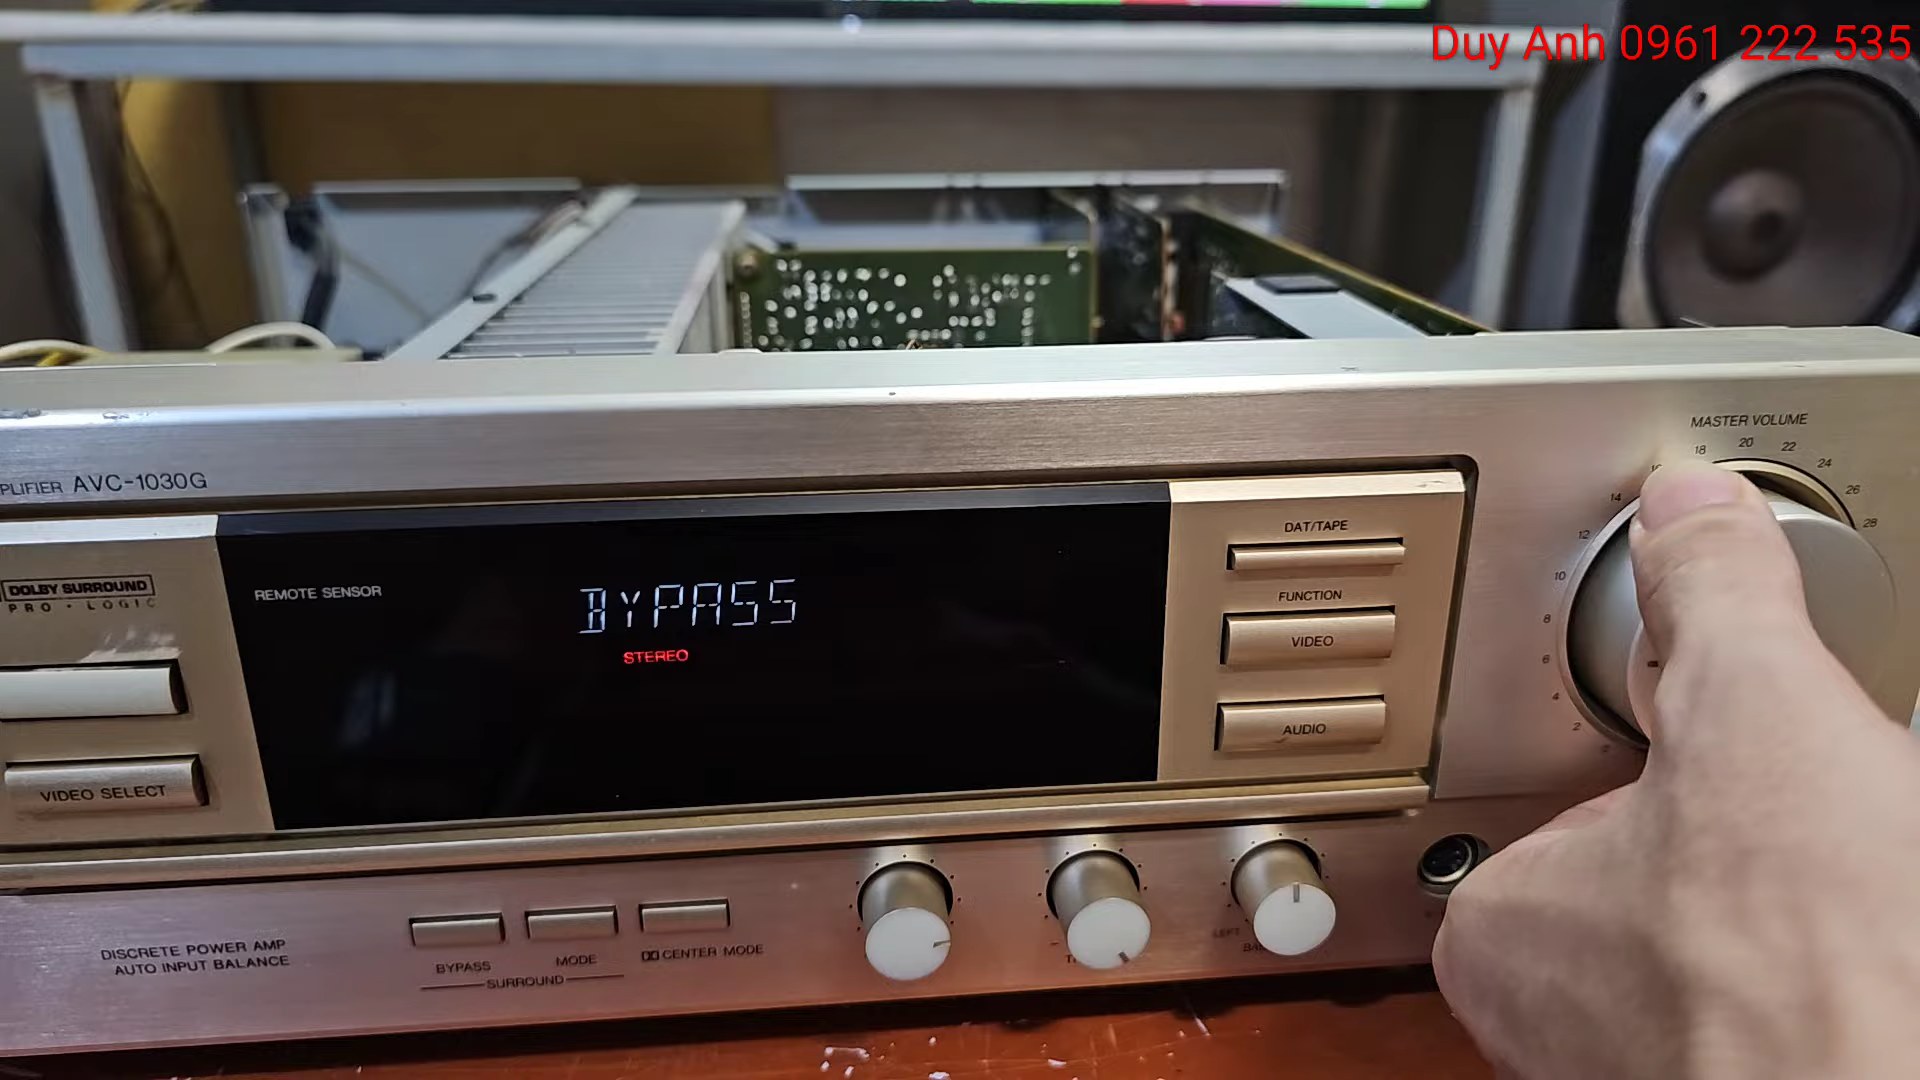 Duy Anh 0961 222 535
MASTER VOLUME
18 20 22 24 26 28
14
12
10
8
6
4
2
PLIFIER AVC-1030G
DAT/TAPE
FUNCTION
VIDEO
AUDIO
DOLBY SURROUND
PRO · LOGIC
REMOTE SENSOR
BYPASS
STEREO
VIDEO SELECT
DISCRETE POWER AMP
AUTO INPUT BALANCE
BYPASS
MODE
CENTER MODE
SURROUND
LEFT